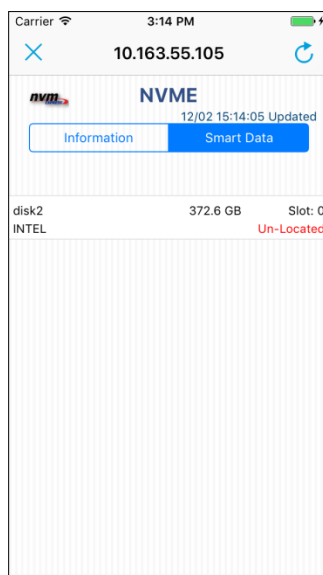 Carrier 3:14 PM
10.163.55.105
nvm NVME
12/02 15:14:05 Updated
Information Smart Data
disk2 372.6 GB Slot: 0
INTEL Un-Located